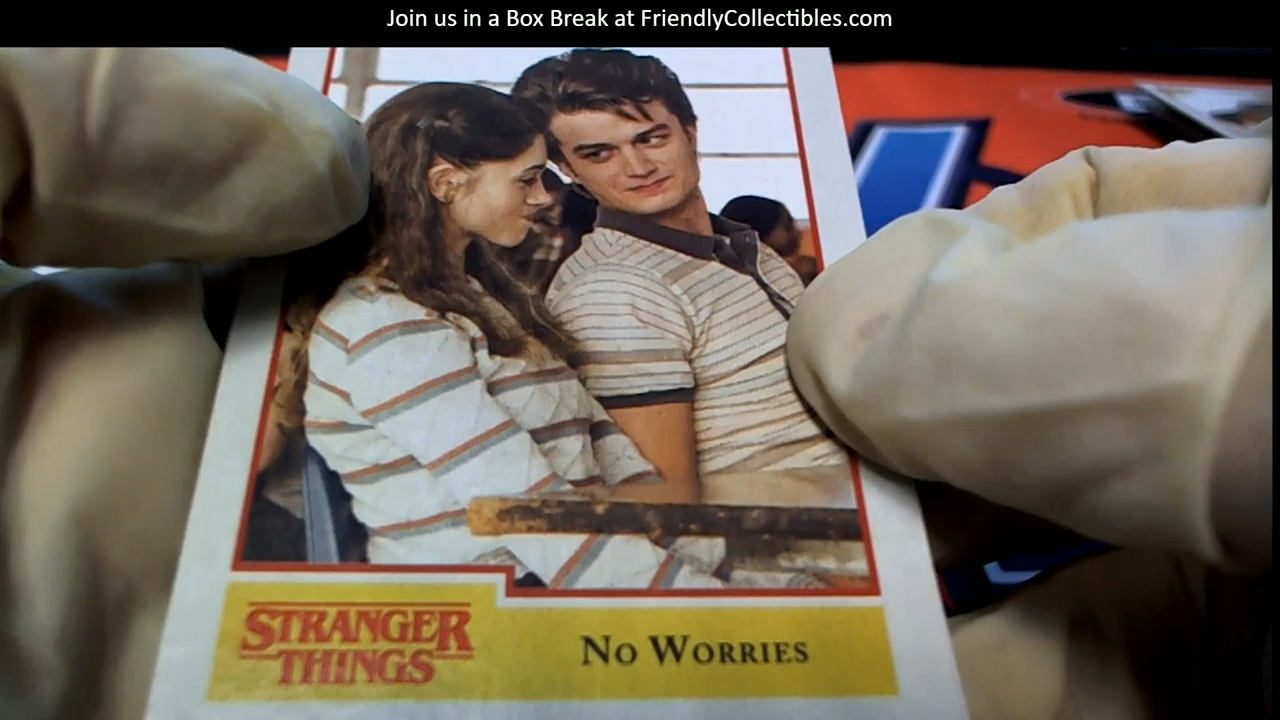 Join us in a Box Break at FriendlyCollectibles.com
STRANGER
THINGS
NO WORRIES